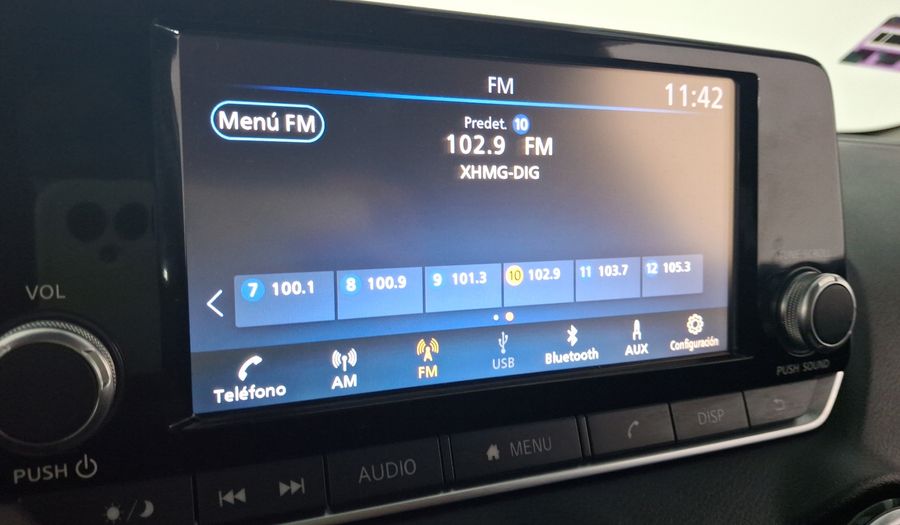 FM
11:42
Menú FM
Predet. 10
102.9 FM
XHMG-DIG
7 100.1
8 100.9
9 101.3
10 102.9
11 103.7
12 105.3
Teléfono
AM
FM
USB
Bluetooth
AUX
Configuración
VOL
PUSH
PUSH SOUND
AUDIO
MENU
DISP